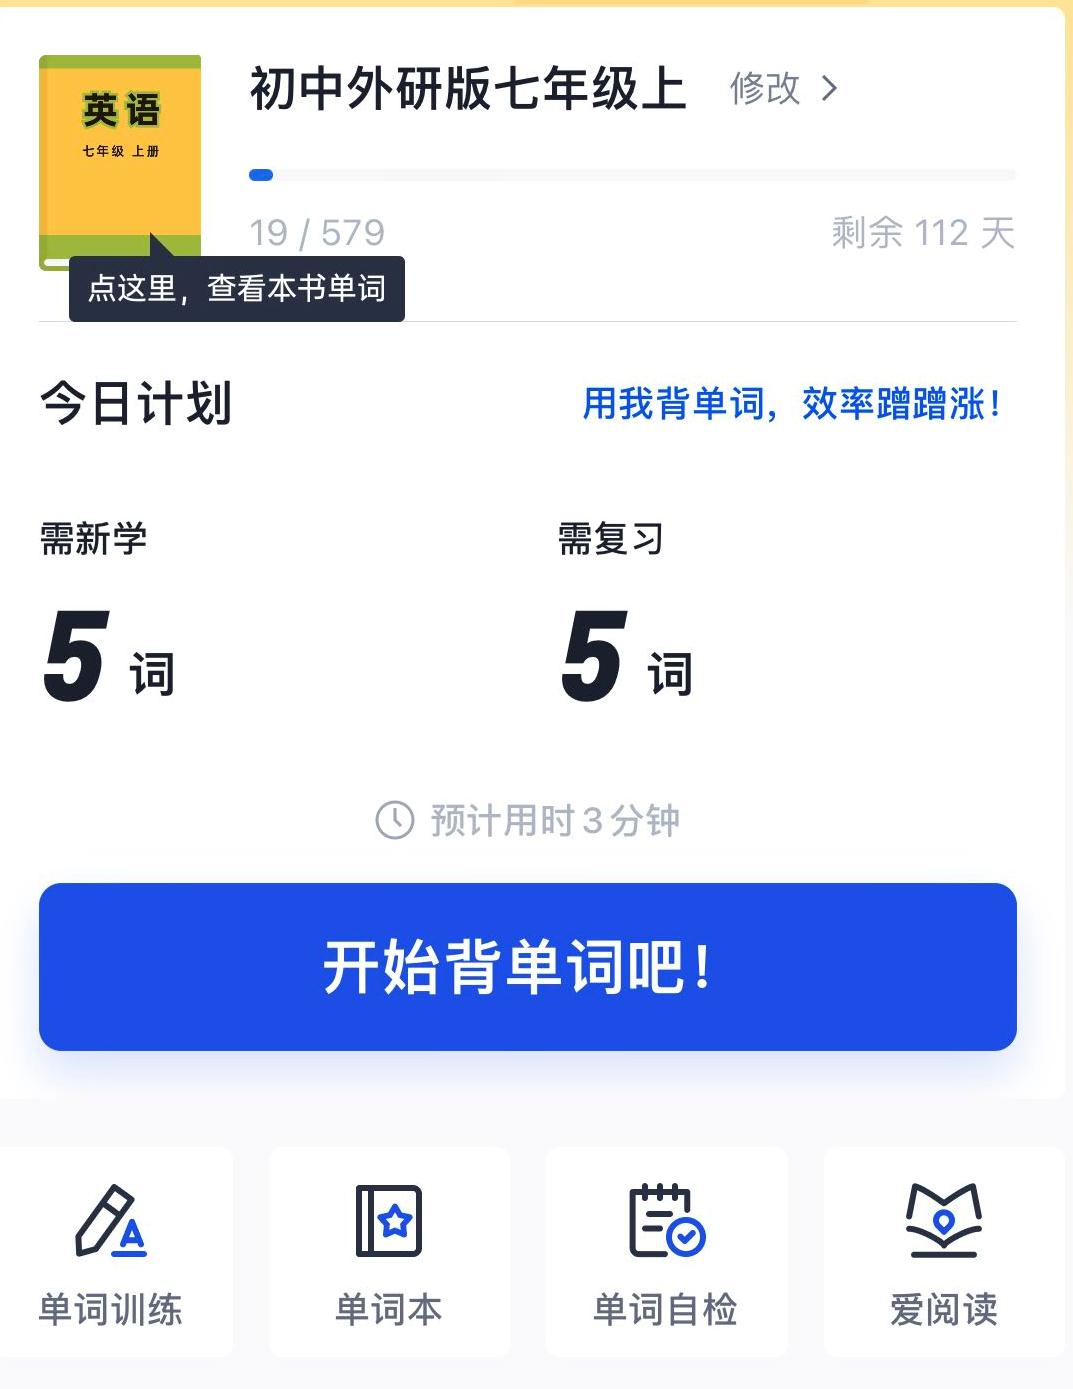 英语
七年级 上册
初中外研版七年级上
修改
19 / 579
剩余 112 天
点这里，查看本书单词
今日计划
用我背单词，效率蹭蹭涨！
需新学
需复习
5 词
5 词
预计用时 3 分钟
开始背单词吧！
单词训练
单词本
单词自检
爱阅读